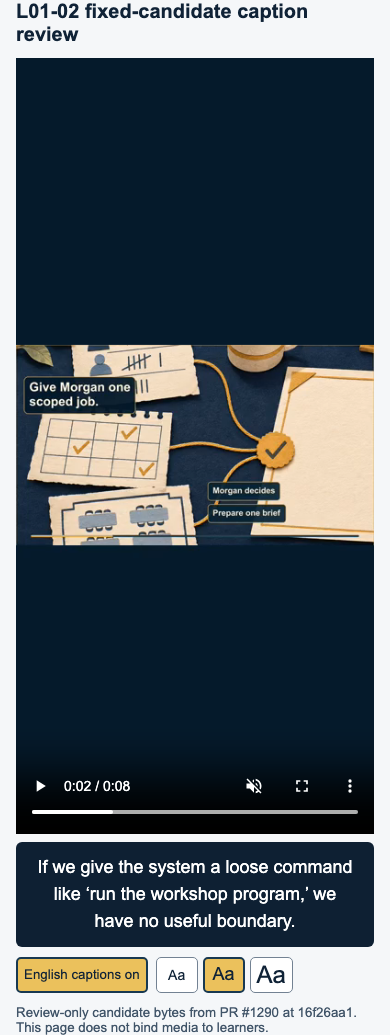 L01-02 fixed-candidate caption
review
Give Morgan one
scoped job.
Morgan decides
Prepare one brief
0:02 / 0:08
If we give the system a loose command
like ‘run the workshop program,’ we
have no useful boundary.
English captions on
Aa
Aa
Aa
Review-only candidate bytes from PR #1290 at 16f26aa1.
This page does not bind media to learners.